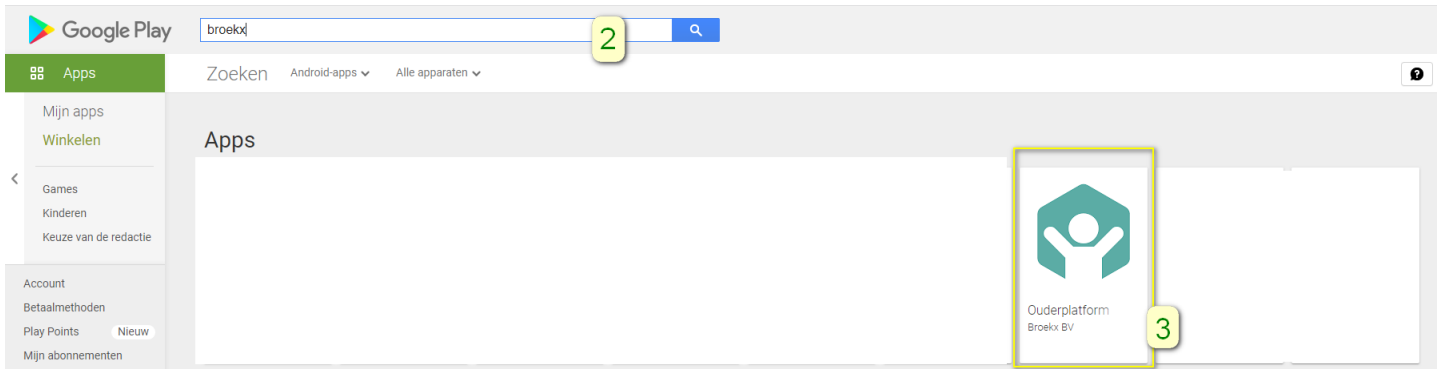 Google Play
broekx
2
Apps
Zoeken
Android-apps
Alle apparaten
Mijn apps
Winkelen
Games
Kinderen
Keuze van de redactie
Account
Betaalmethoden
Play Points Nieuw
Mijn abonnementen
Apps
Ouderplatform
Broekx BV
3